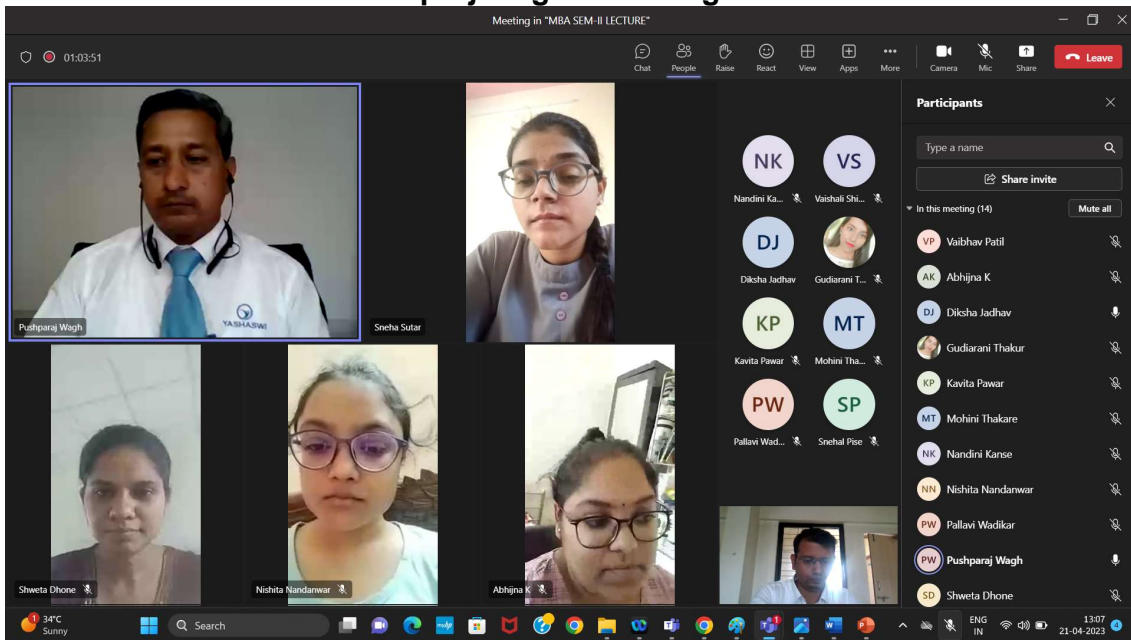 Meeting in "MBA SEM-II LECTURE"
01:03:51
Chat People Raise React View Apps More Camera Mic Share Leave
Participants
Type a name
Share invite
In this meeting (14) Mute all
VP Vaibhav Patil
AK Abhijna K
DJ Diksha Jadhav
Gudiarani Thakur
KP Kavita Pawar
MT Mohini Thakare
NK Nandini Kanse
NN Nishita Nandanwar
PW Pallavi Wadikar
PW Pushparaj Wagh
SD Shweta Dhone
YASHASWI
Pushparaj Wagh
Sneha Sutar
NK VS
Nandini Ka... Vaishali Shi...
DJ
Diksha Jadhav Gudiarani T...
KP MT
Kavita Pawar Mohini Tha...
PW SP
Pallavi Wad... Snehal Pise
Shweta Dhone
Nishita Nandanwar
Abhijna K
1 34°C
Sunny
Search
ENG
IN
13:07
21-04-2023
4